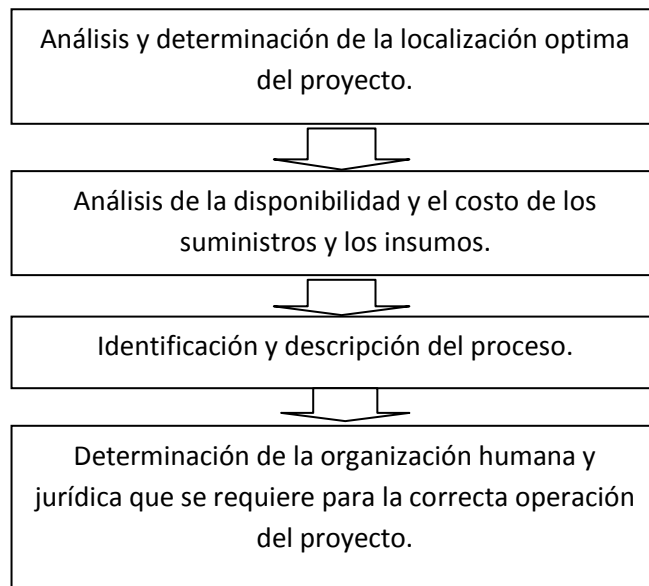 Análisis y determinación de la localización optima
del proyecto.
Análisis de la disponibilidad y el costo de los
suministros y los insumos.
Identificación y descripción del proceso.
Determinación de la organización humana y
jurídica que se requiere para la correcta operación
del proyecto.